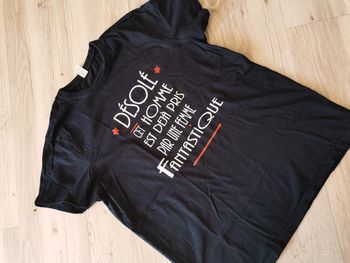 DÉSOLÉ
CET HOMME
EST DÉJÀ PRIS
PAR UNE FEMME
FANTASTIQUE